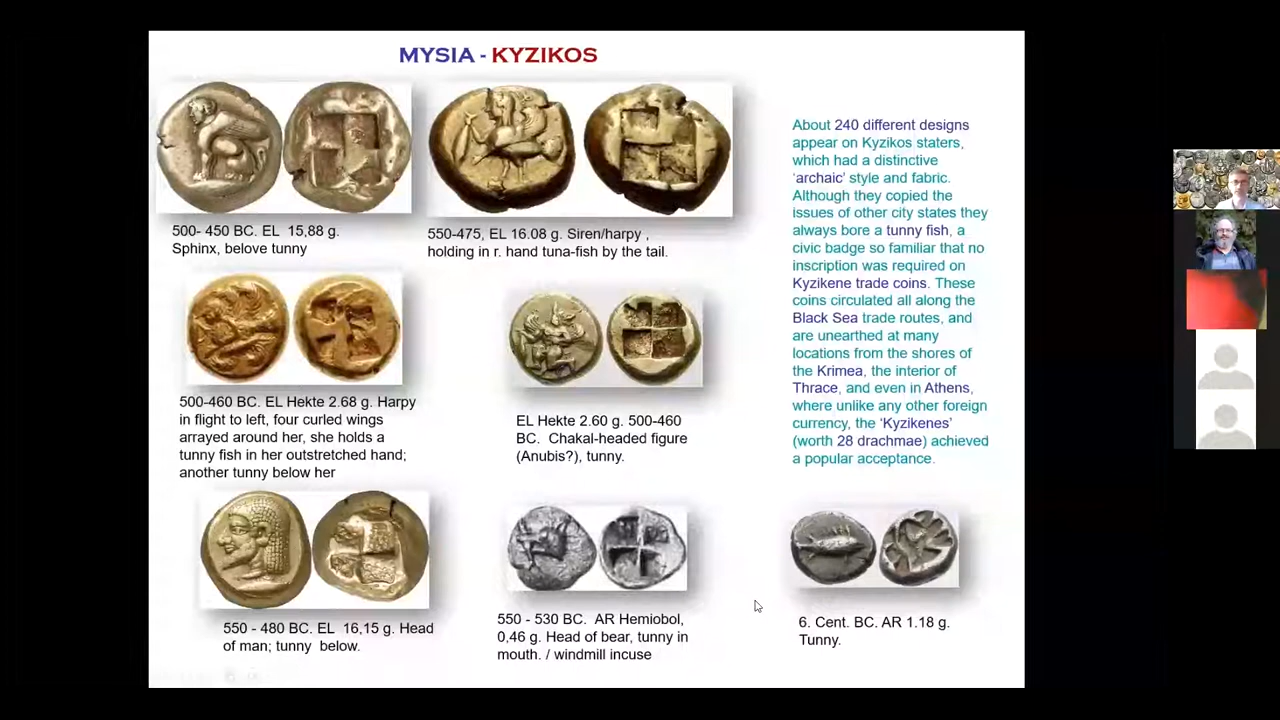 MYSIA - KYZIKOS
500- 450 BC. EL 15,88 g.
Sphinx, belove tunny
550-475, EL 16.08 g. Siren/harpy ,
holding in r. hand tuna-fish by the tail.
500-460 BC. EL Hekte 2.68 g. Harpy
in flight to left, four curled wings
arrayed around her, she holds a
tunny fish in her outstretched hand;
another tunny below her
EL Hekte 2.60 g. 500-460
BC. Chakal-headed figure
(Anubis?), tunny.
550 - 480 BC. EL 16,15 g. Head
of man; tunny below.
550 - 530 BC. AR Hemiobol,
0,46 g. Head of bear, tunny in
mouth. / windmill incuse
6. Cent. BC. AR 1.18 g.
Tunny.
About 240 different designs
appear on Kyzikos staters,
which had a distinctive
‘archaic’ style and fabric.
Although they copied the
issues of other city states they
always bore a tunny fish, a
civic badge so familiar that no
inscription was required on
Kyzikene trade coins. These
coins circulated all along the
Black Sea trade routes, and
are unearthed at many
locations from the shores of
the Krimea, the interior of
Thrace, and even in Athens,
where unlike any other foreign
currency, the ‘Kyzikenes’
(worth 28 drachmae) achieved
a popular acceptance.